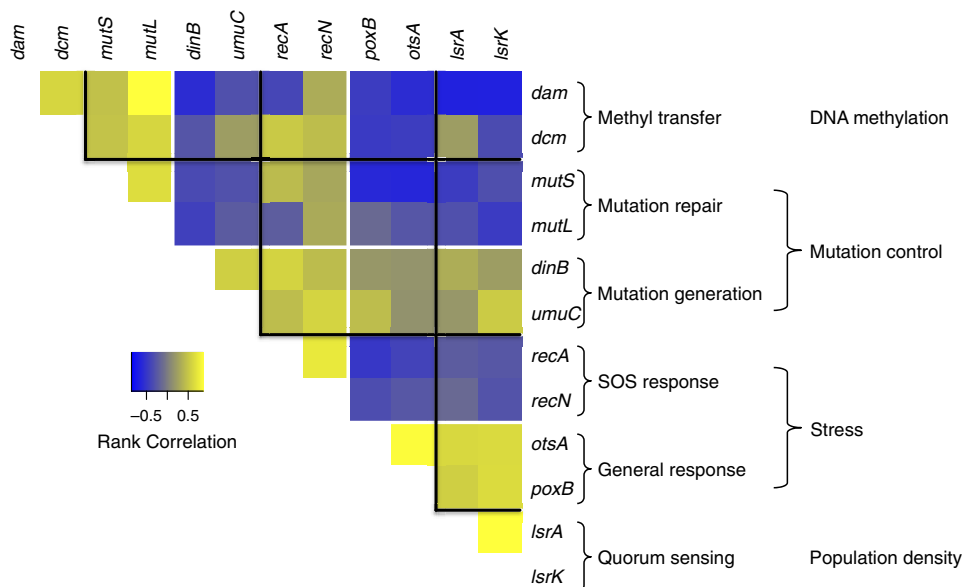 dam dcm mutS mutL dinB umuC recA recN poxB otsA lsrA lsrK
dam
Methyl transfer DNA methylation
dcm
mutS
Mutation repair
mutL
Mutation control
dinB
Mutation generation
umuC
recA
SOS response
recN
Stress
otsA
General response
poxB
lsrA
Quorum sensing Population density
lsrK
−0.5 0.5
Rank Correlation